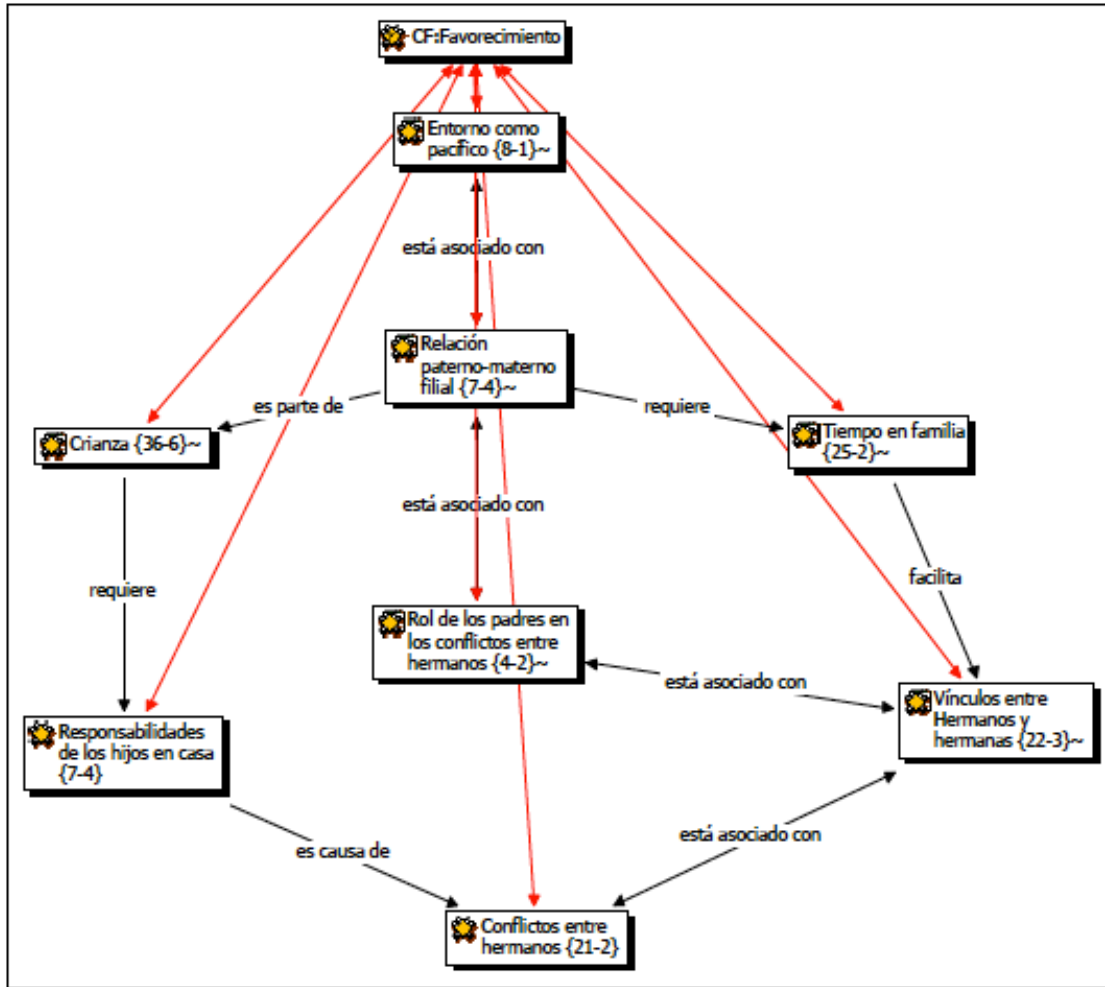 CF:Favorecimiento
Entorno como
pacífico {8-1}~
está asociado con
Relación
paterno-materno
filial {7-4}~
es parte de
requiere
Crianza {36-6}~
Tiempo en familia
{25-2}~
está asociado con
requiere
facilita
Rol de los padres en
los conflictos entre
hermanos {4-2}~
está asociado con
Vínculos entre
Hermanos y
hermanas {22-3}~
Responsabilidades
de los hijos en casa
{7-4}
es causa de
está asociado con
Conflictos entre
hermanos {21-2}